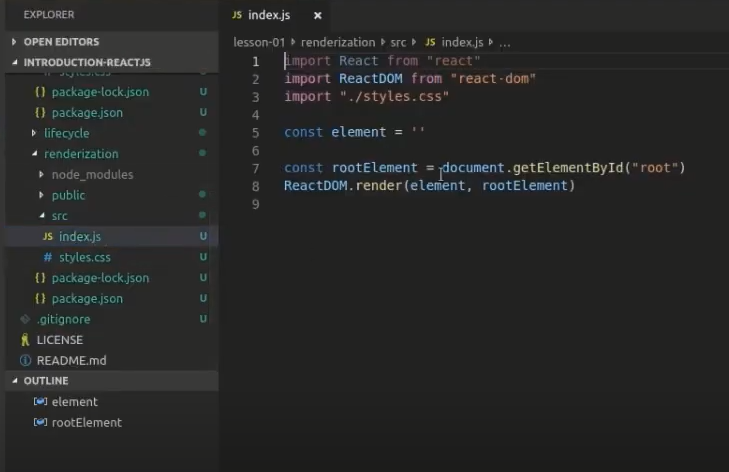 EXPLORER
OPEN EDITORS
INTRODUCTION-REACTJS
styles.css U
{} package-lock.json U
{} package.json U
lifecycle
renderization
node_modules
public
src
JS index.js U
# styles.css U
{} package-lock.json U
{} package.json U
.gitignore U
LICENSE
README.md
OUTLINE
element
rootElement
JS index.js ×
lesson-01 renderization src JS index.js ...
1 import React from "react"
2 import ReactDOM from "react-dom"
3 import "./styles.css"
4
5 const element = ''
6
7 const rootElement = document.getElementById("root")
8 ReactDOM.render(element, rootElement)
9